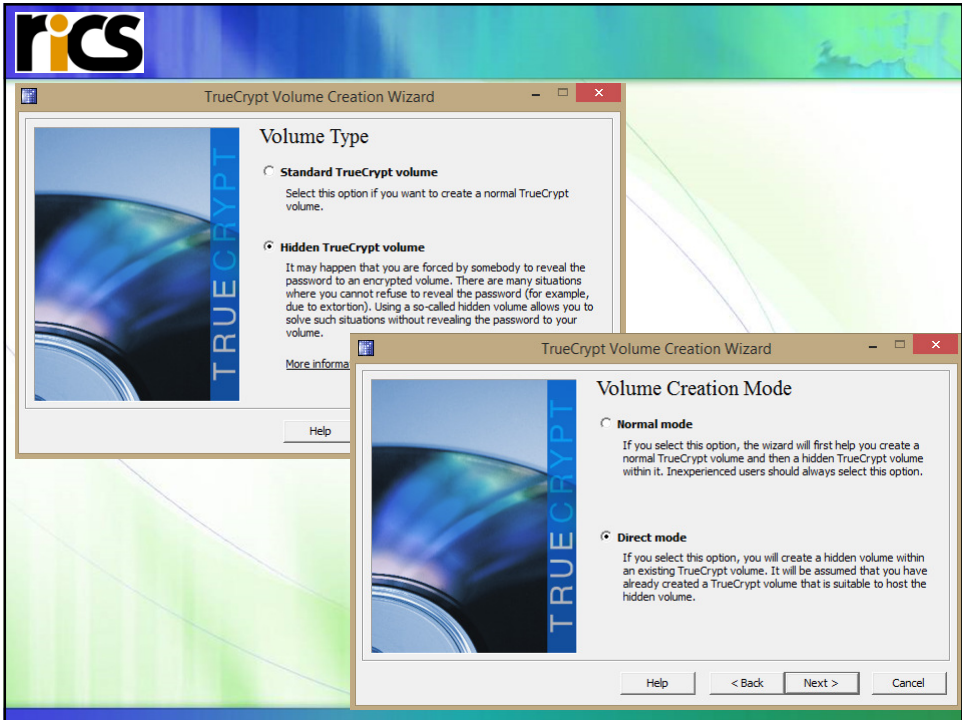 rics
TrueCrypt Volume Creation Wizard
TRUECRYPT
Volume Type
Standard TrueCrypt volume
Select this option if you want to create a normal TrueCrypt
volume.
Hidden TrueCrypt volume
It may happen that you are forced by somebody to reveal the
password to an encrypted volume. There are many situations
where you cannot refuse to reveal the password (for example,
due to extortion). Using a so-called hidden volume allows you to
solve such situations without revealing the password to your
volume.
More informa
Help
TrueCrypt Volume Creation Wizard
TRUECRYPT
Volume Creation Mode
Normal mode
If you select this option, the wizard will first help you create a
normal TrueCrypt volume and then a hidden TrueCrypt volume
within it. Inexperienced users should always select this option.
Direct mode
If you select this option, you will create a hidden volume within
an existing TrueCrypt volume. It will be assumed that you have
already created a TrueCrypt volume that is suitable to host the
hidden volume.
Help
< Back
Next >
Cancel